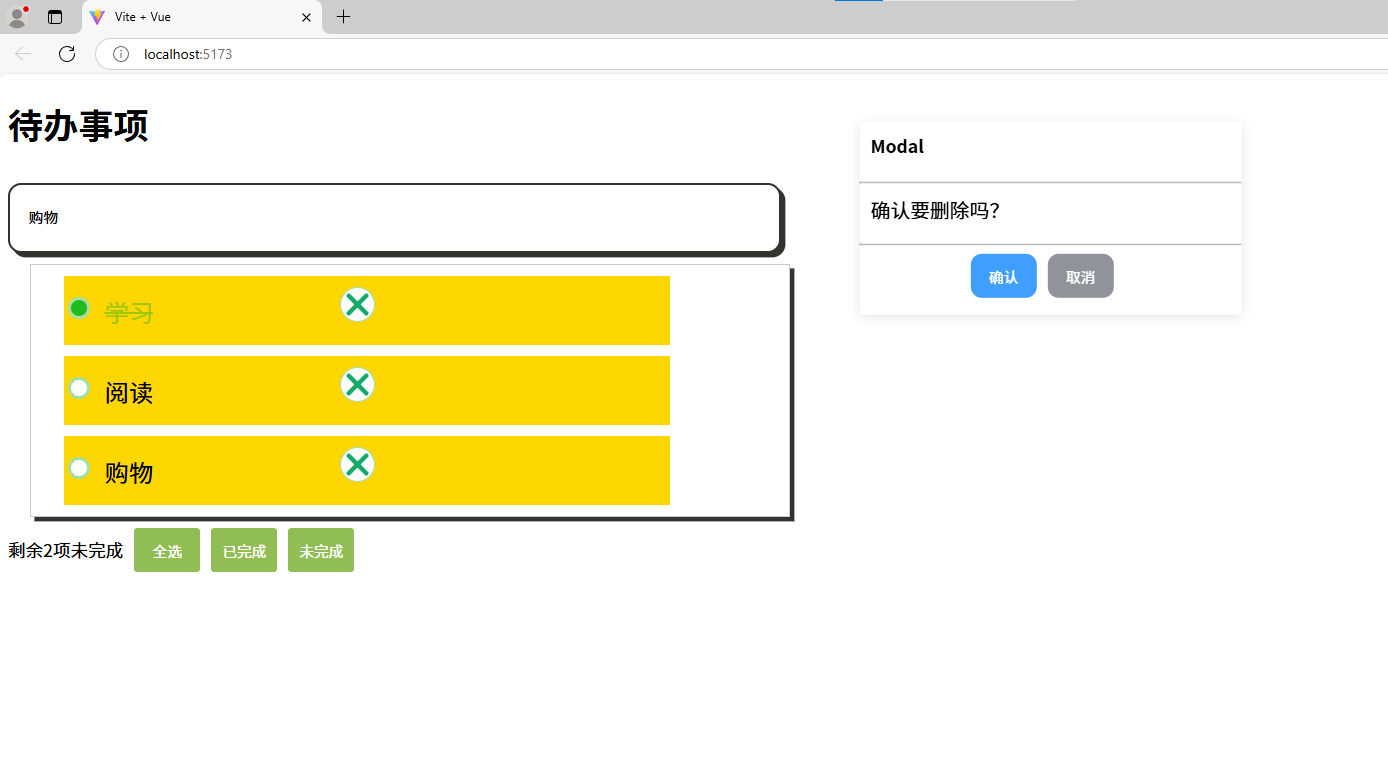 Vite + Vue
localhost:5173
待办事项
购物
学习
阅读
购物
剩余2项未完成 全选 已完成 未完成
Modal
确认要删除吗?
确认 取消